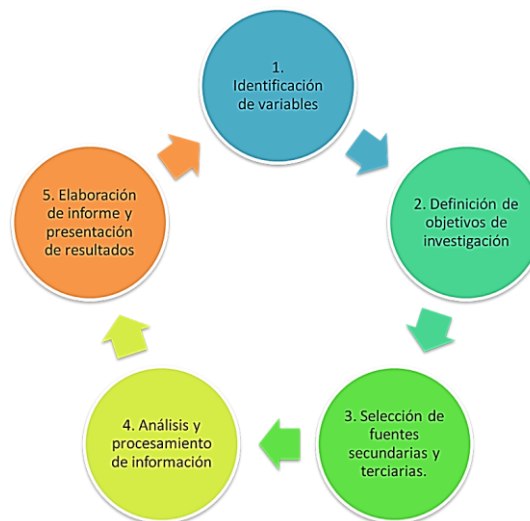 1.
Identificación
de variables
2. Definición de
objetivos de
investigación
3. Selección de
fuentes
secundarias y
terciarias.
4. Análisis y
procesamiento
de información
5. Elaboración
de informe y
presentación
de resultados